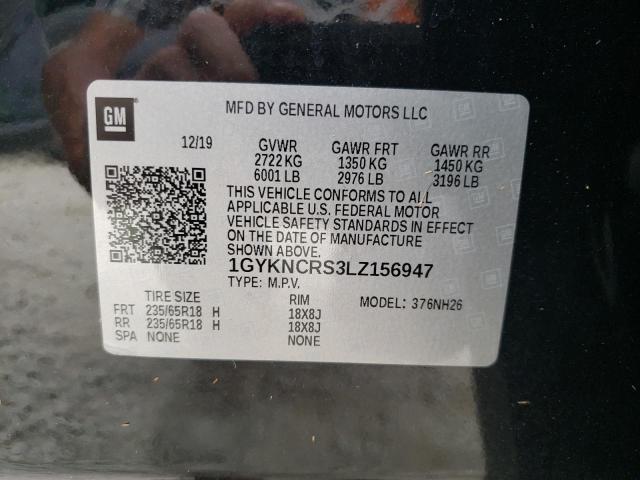 GM
MFD BY GENERAL MOTORS LLC
12/19 GVWR GAWR FRT GAWR RR
2722 KG 1350 KG 1450 KG
6001 LB 2976 LB 3196 LB
THIS VEHICLE CONFORMS TO ALL
APPLICABLE U.S. FEDERAL MOTOR
VEHICLE SAFETY STANDARDS IN EFFECT
ON THE DATE OF MANUFACTURE
SHOWN ABOVE.
1GYKNCRS3LZ156947
TYPE: M.P.V.
TIRE SIZE RIM MODEL: 376NH26
FRT 235/65R18 H 18X8J
RR 235/65R18 H 18X8J
SPA NONE NONE